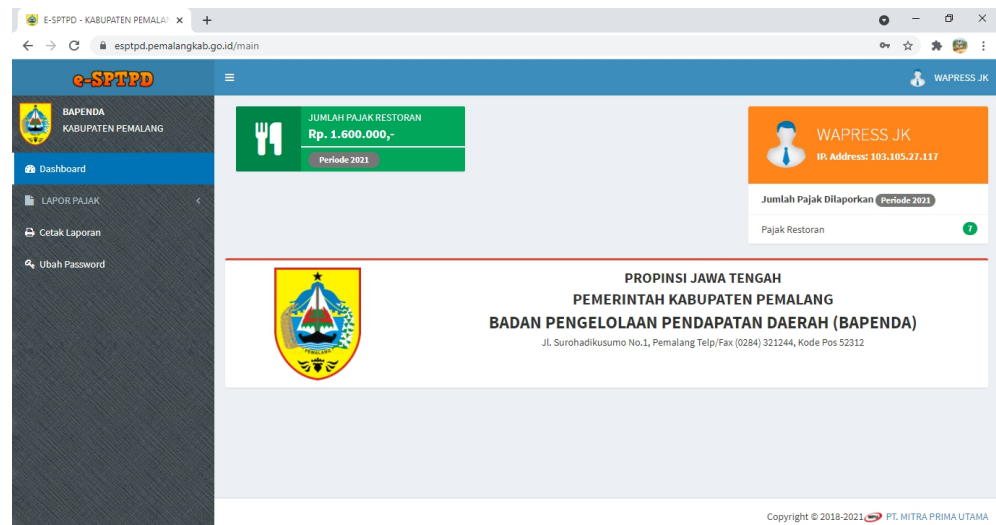 E-SPTPD - KABUPATEN PEMALA
esptpd.pemalangkab.go.id/main
e-SPTPD
WAPRESS JK
BAPENDA
KABUPATEN PEMALANG
Dashboard
LAPOR PAJAK
Cetak Laporan
Ubah Password
JUMLAH PAJAK RESTORAN
Rp. 1.600.000,-
Periode 2021
WAPRESS JK
IP. Address: 103.105.27.117
Jumlah Pajak Dilaporkan Periode 2021
Pajak Restoran 7
PEMALANG
PROPINSI JAWA TENGAH
PEMERINTAH KABUPATEN PEMALANG
BADAN PENGELOLAAN PENDAPATAN DAERAH (BAPENDA)
Jl. Surohadikusumo No.1, Pemalang Telp/Fax (0284) 321244, Kode Pos 52312
Copyright © 2018-2021 PT. MITRA PRIMA UTAMA